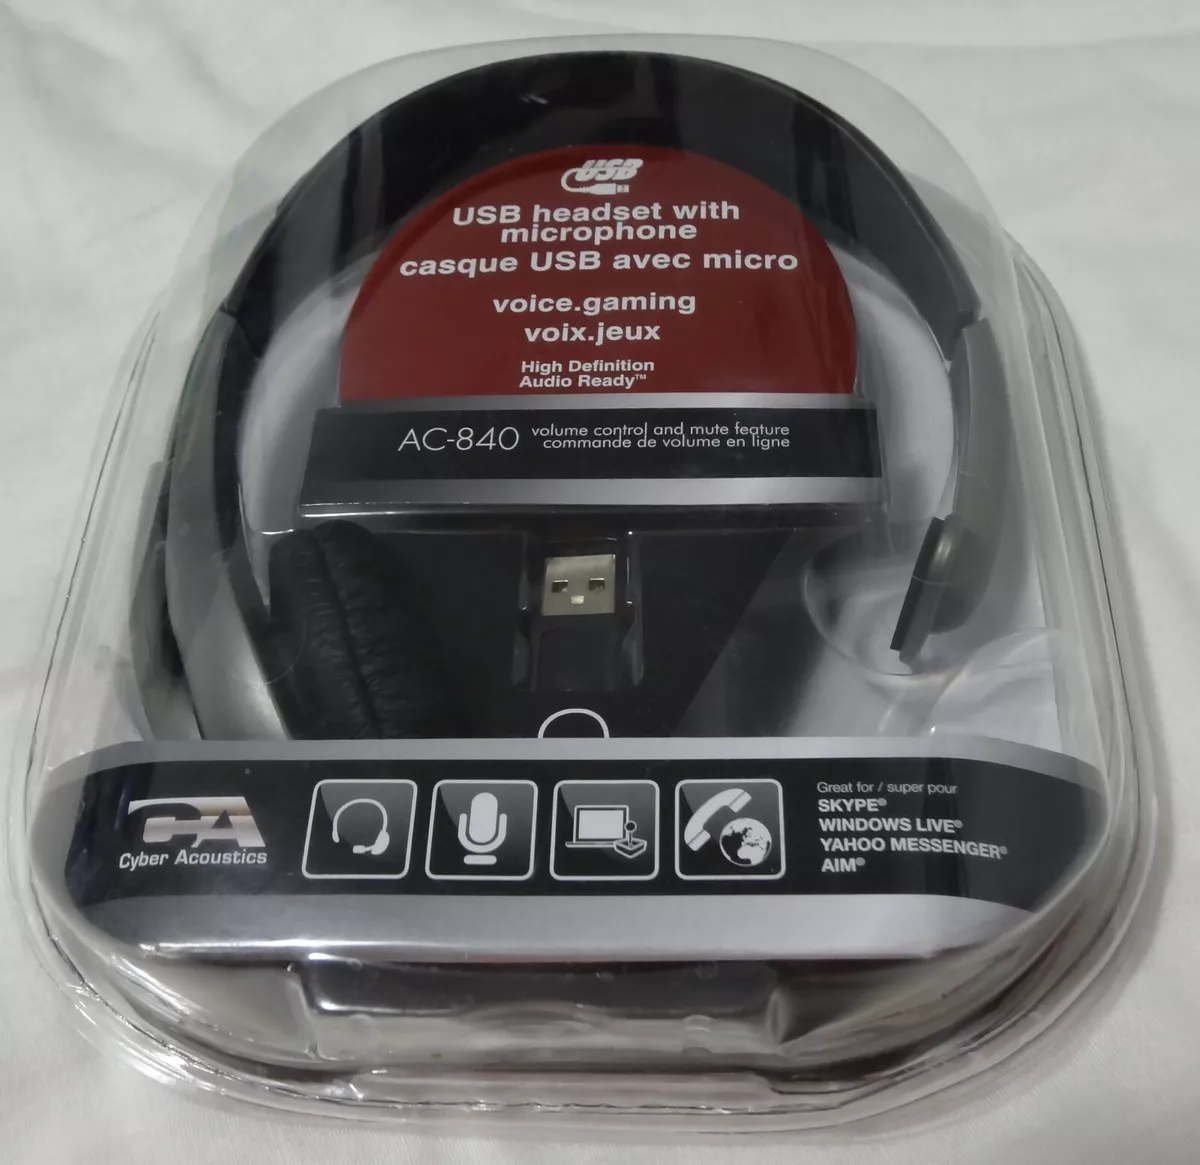 USB
USB headset with
microphone
casque USB avec micro
voice.gaming
voix.jeux
High Definition
Audio Ready™
AC-840 volume control and mute feature
commande de volume en ligne
CA
Cyber Acoustics
Great for / super pour
SKYPE®
WINDOWS LIVE®
YAHOO MESSENGER®
AIM®